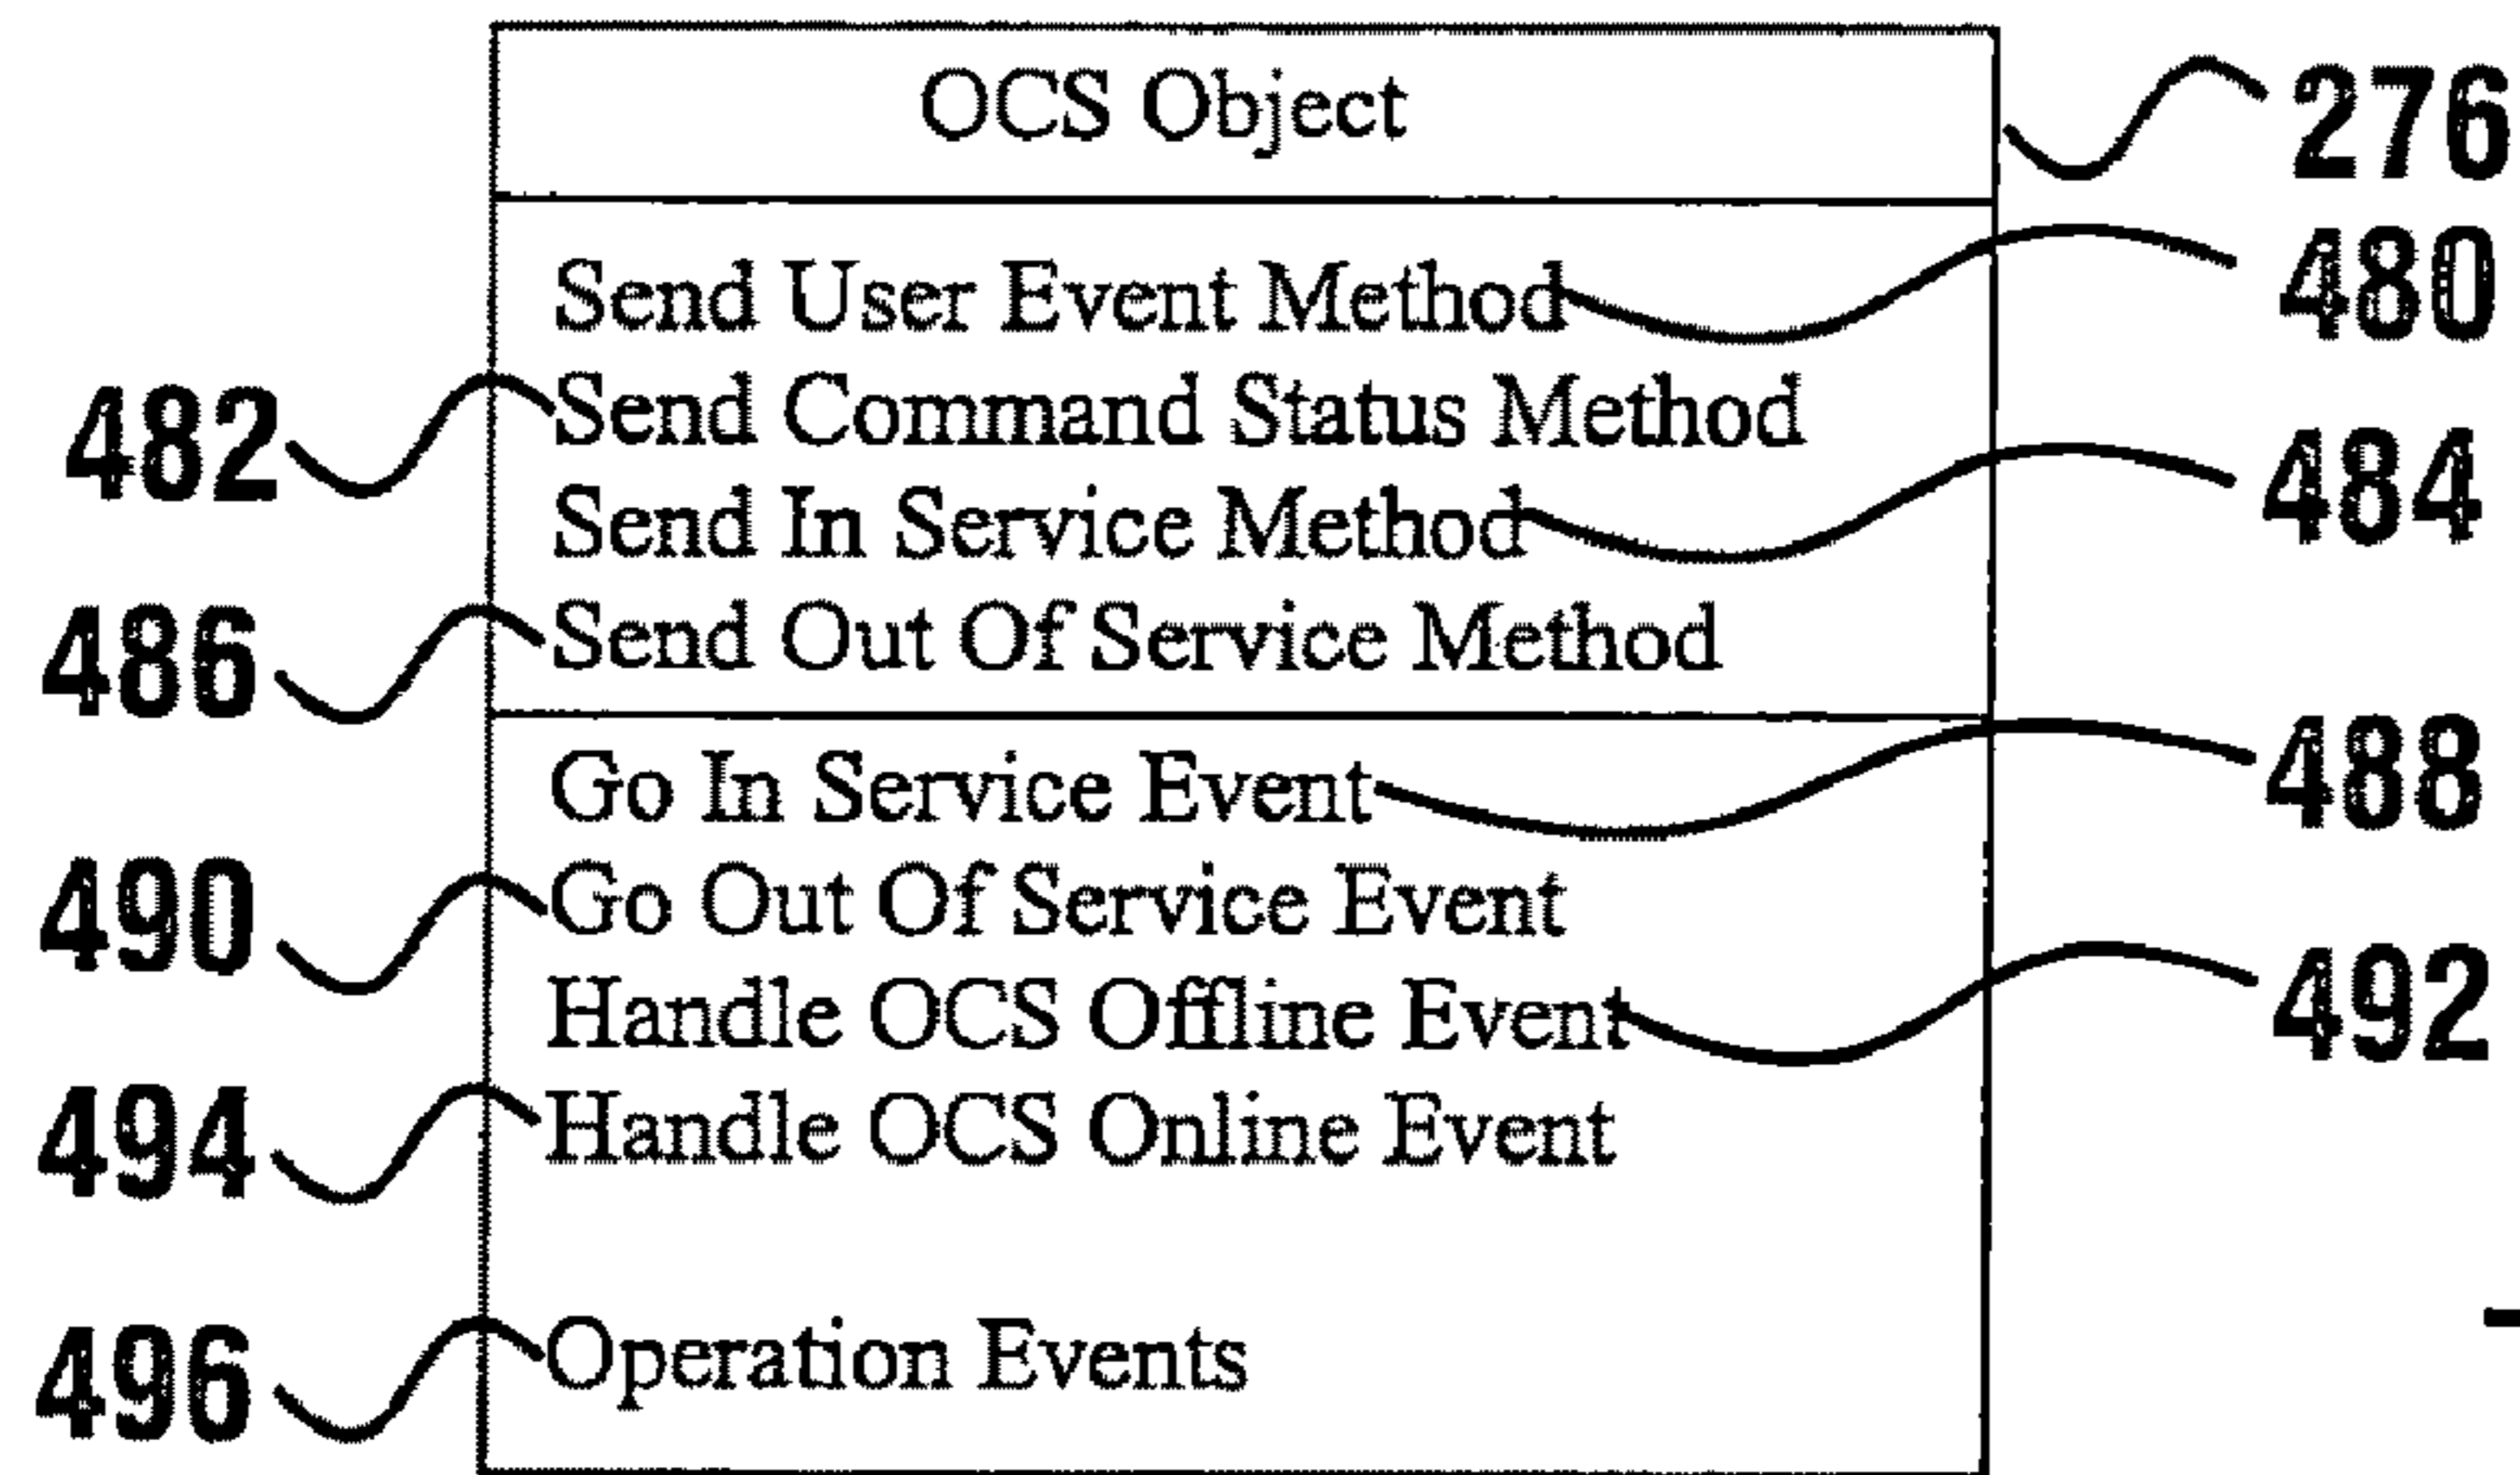 OCS Object 276
Send User Event Method 480
482 Send Command Status Method
Send In Service Method 484
486 Send Out Of Service Method
Go In Service Event 488
490 Go Out Of Service Event
Handle OCS Offline Event 492
494 Handle OCS Online Event
496 Operation Events